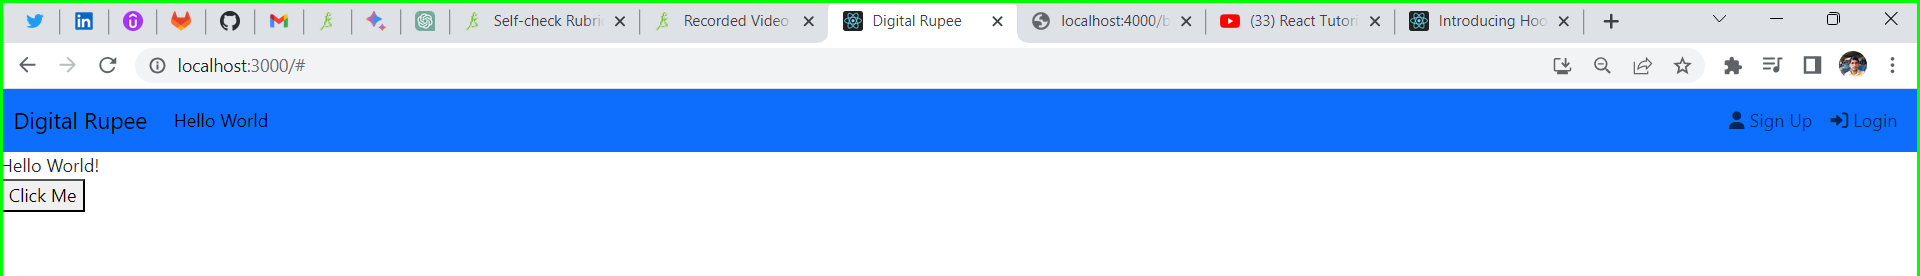 Self-check Rubri
Recorded Video
Digital Rupee
localhost:4000/b
(33) React Tutori
Introducing Hoo
localhost:3000/#
Digital Rupee
Hello World
Sign Up
Login
Hello World!
Click Me